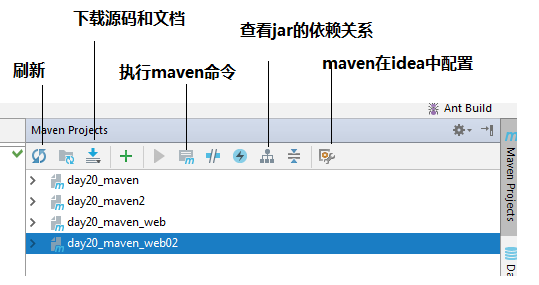 下载源码和文档
查看jar的依赖关系
刷新
执行maven命令
maven在idea中配置
Ant Build
Maven Projects
day20_maven
day20_maven2
day20_maven_web
day20_maven_web02
m
Maven Projects